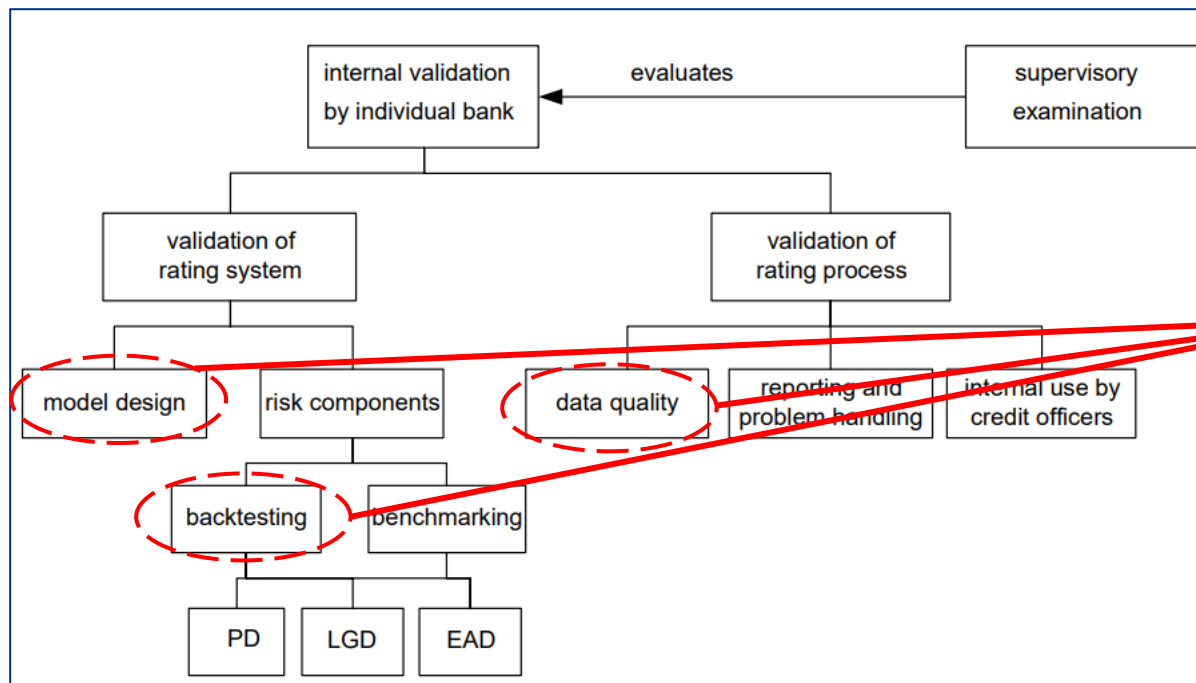 internal validation
by individual bank
evaluates
supervisory
examination
validation of
rating system
validation of
rating process
model design
risk components
data quality
reporting and
problem handling
internal use by
credit officers
backtesting
benchmarking
PD
LGD
EAD